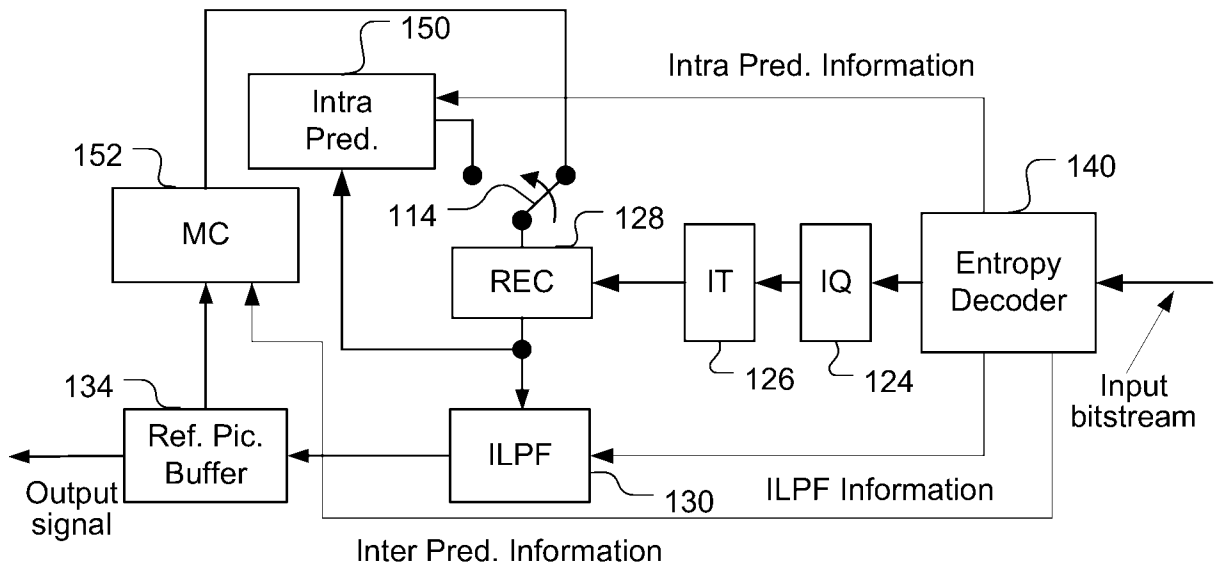 150
Intra Pred. Information
Intra
Pred.
152
140
114
128
MC
REC
IT
IQ
Entropy
Decoder
126
124
134
Input
bitstream
Ref. Pic.
Buffer
ILPF
Output
signal
130
ILPF Information
Inter Pred. Information